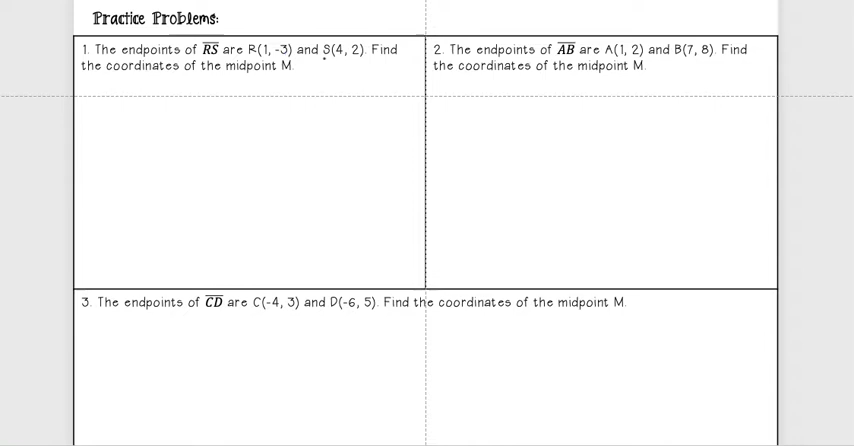 Practice Problems:
1. The endpoints of RS are R(1, -3) and S(4, 2). Find
the coordinates of the midpoint M.
2. The endpoints of AB are A(1, 2) and B(7, 8). Find
the coordinates of the midpoint M.
3. The endpoints of CD are C(-4, 3) and D(-6, 5). Find the coordinates of the midpoint M.